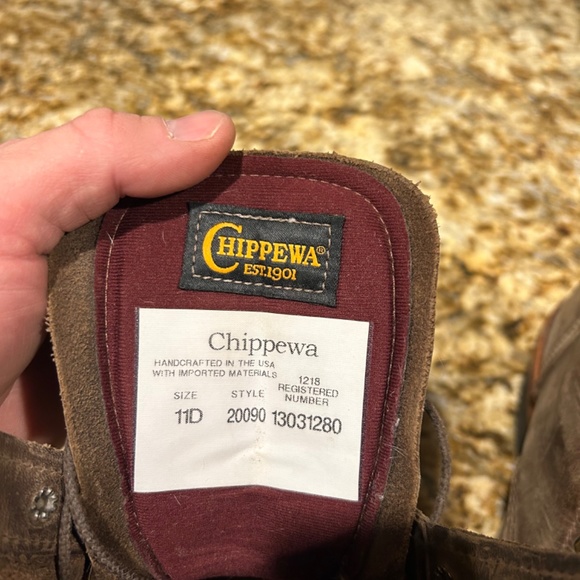 CHIPPEWA®
EST.1901
Chippewa
HANDCRAFTED IN THE USA
WITH IMPORTED MATERIALS
1218
SIZE STYLE REGISTERED NUMBER
11D 20090 13031280